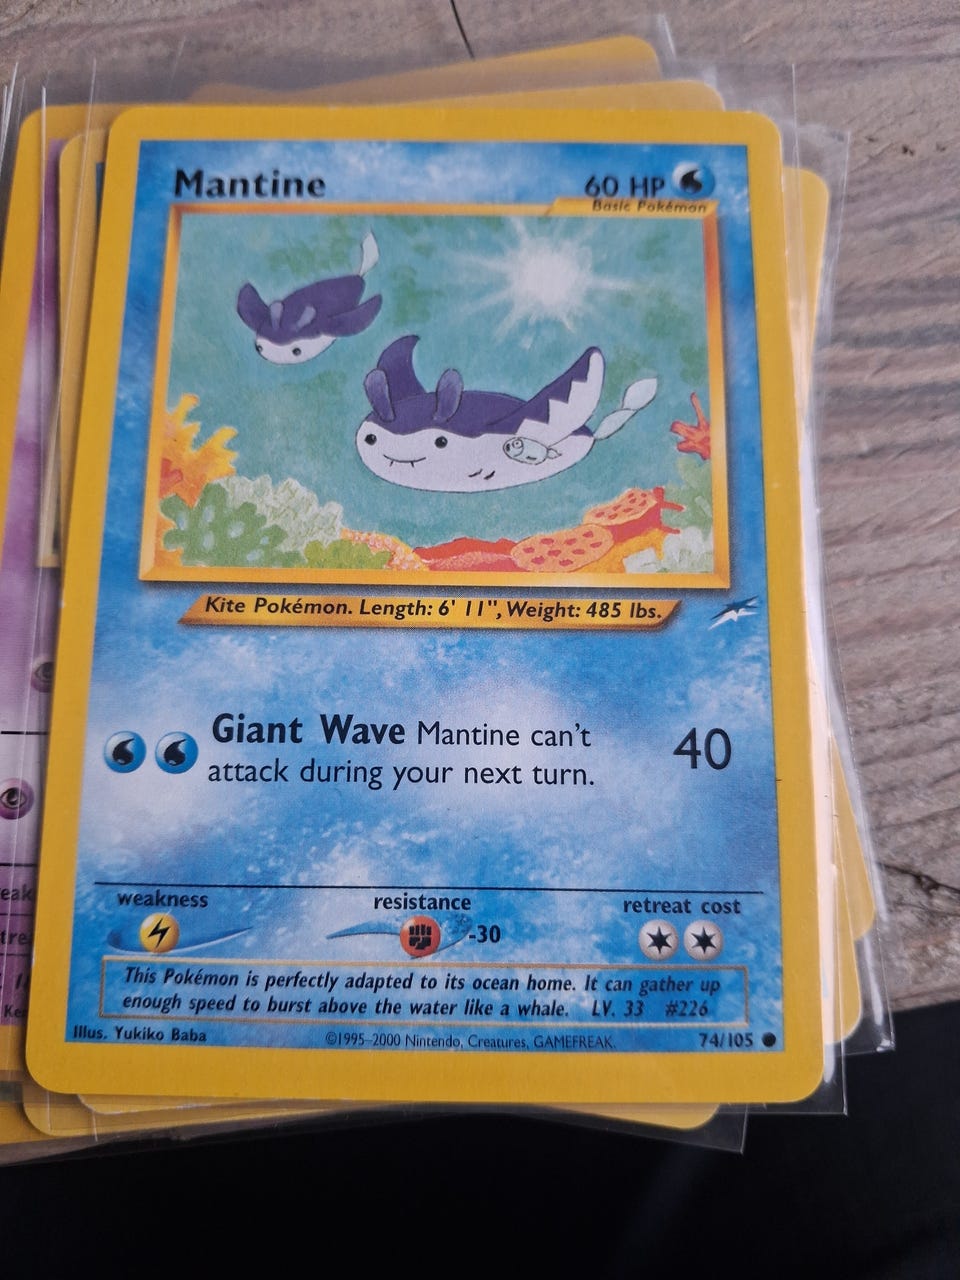 Mantine
60 HP
Basic Pokémon
Kite Pokémon. Length: 6' 11", Weight: 485 lbs.
Giant Wave Mantine can't
attack during your next turn.
40
weakness
resistance
retreat cost
-30
This Pokémon is perfectly adapted to its ocean home. It can gather up
enough speed to burst above the water like a whale. LV. 33 #226
Illus. Yukiko Baba
©1995-2000 Nintendo, Creatures, GAMEFREAK.
74/105